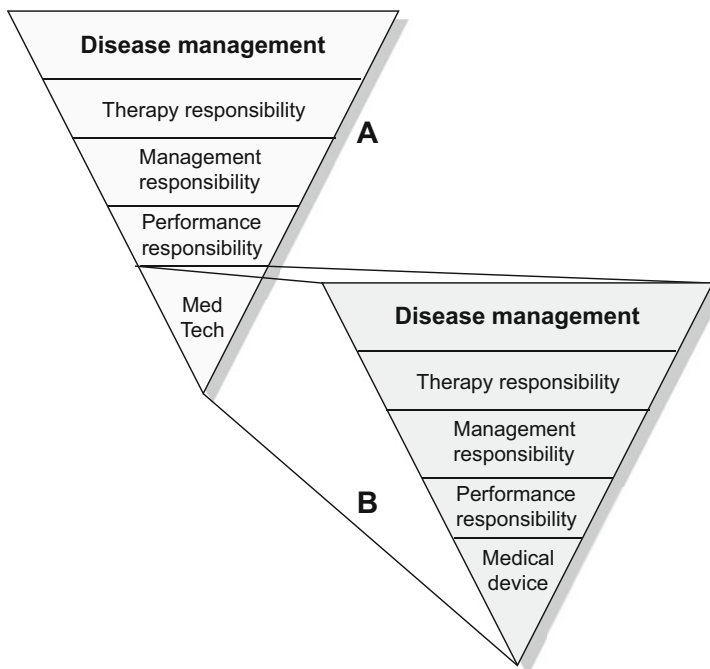 Disease management
Therapy responsibility
A
Management
responsibility
Performance
responsibility
Med
Tech
Disease management
Therapy responsibility
Management
responsibility
B
Performance
responsibility
Medical
device